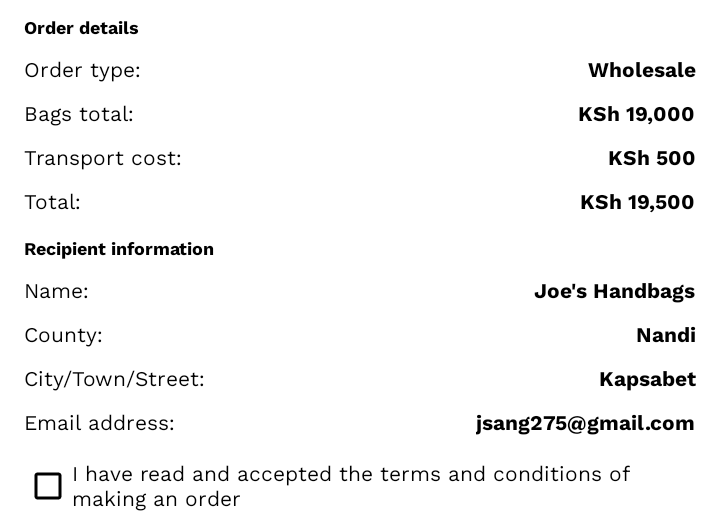 Order details
Order type: Wholesale
Bags total: KSh 19,000
Transport cost: KSh 500
Total: KSh 19,500
Recipient information
Name: Joe's Handbags
County: Nandi
City/Town/Street: Kapsabet
Email address: jsang275@gmail.com
I have read and accepted the terms and conditions of
making an order